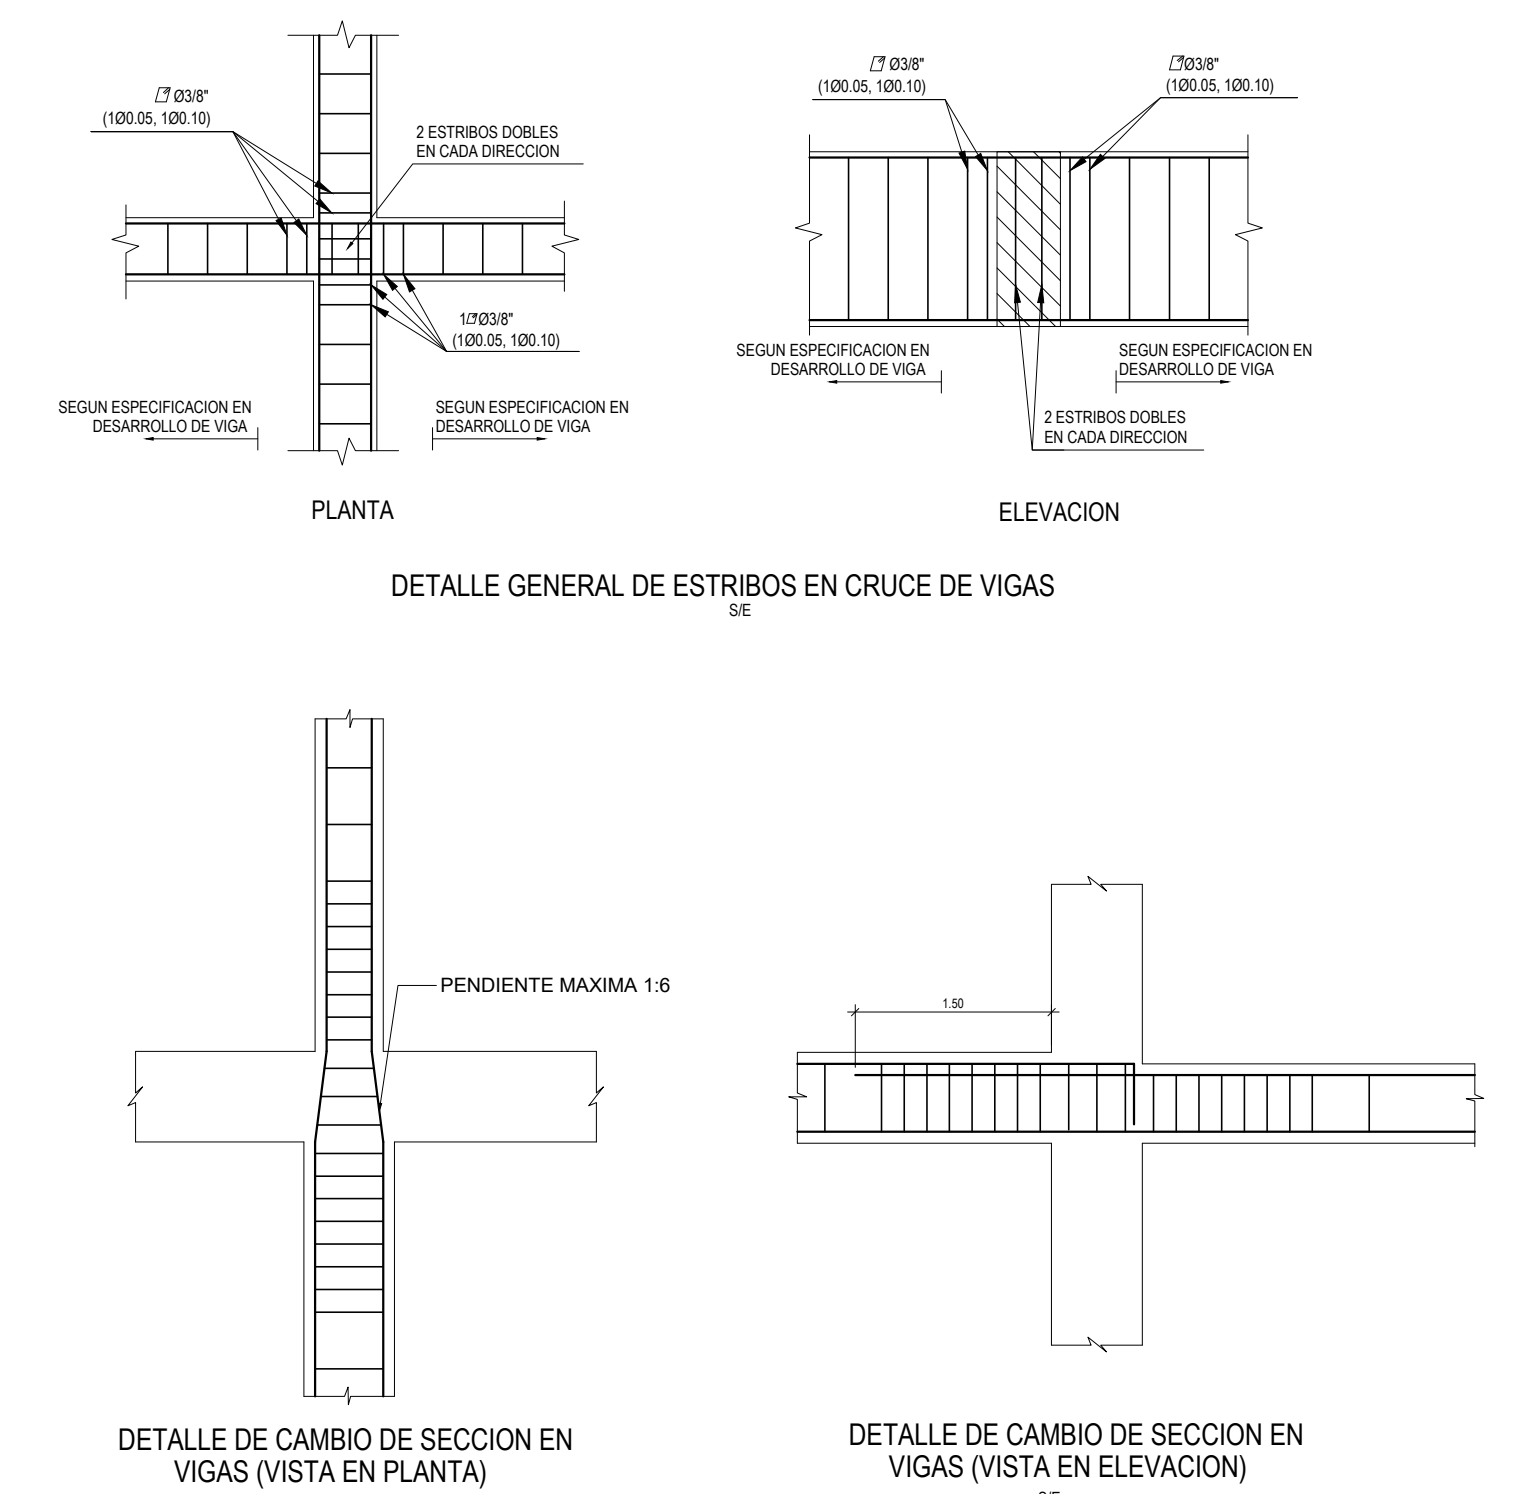 Ø3/8"
(1Ø0.05, 1Ø0.10)
2 ESTRIBOS DOBLES
EN CADA DIRECCION
1 Ø3/8"
(1Ø0.05, 1Ø0.10)
SEGUN ESPECIFICACION EN
DESARROLLO DE VIGA
SEGUN ESPECIFICACION EN
DESARROLLO DE VIGA
PLANTA
Ø3/8"
(1Ø0.05, 1Ø0.10)
Ø3/8"
(1Ø0.05, 1Ø0.10)
SEGUN ESPECIFICACION EN
DESARROLLO DE VIGA
SEGUN ESPECIFICACION EN
DESARROLLO DE VIGA
2 ESTRIBOS DOBLES
EN CADA DIRECCION
ELEVACION
DETALLE GENERAL DE ESTRIBOS EN CRUCE DE VIGAS
S/E
PENDIENTE MAXIMA 1:6
DETALLE DE CAMBIO DE SECCION EN
VIGAS (VISTA EN PLANTA)
1.50
DETALLE DE CAMBIO DE SECCION EN
VIGAS (VISTA EN ELEVACION)